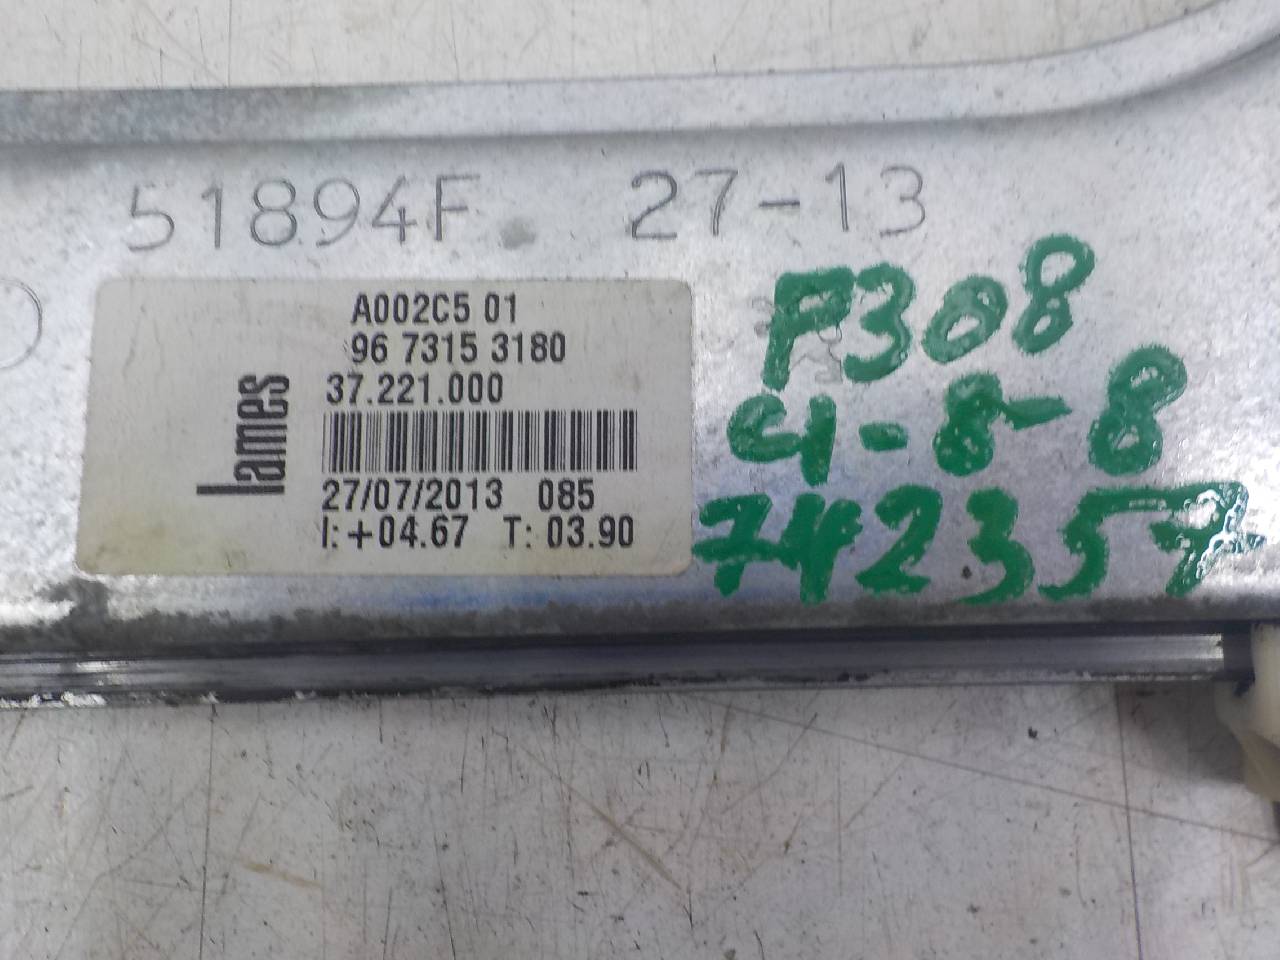 51894F 27-13
A002C5 01
96 7315 3180
37.221.000
lames
27/07/2013 085
I: +04.67 T: 03.90
P308
C4-8-8
742357